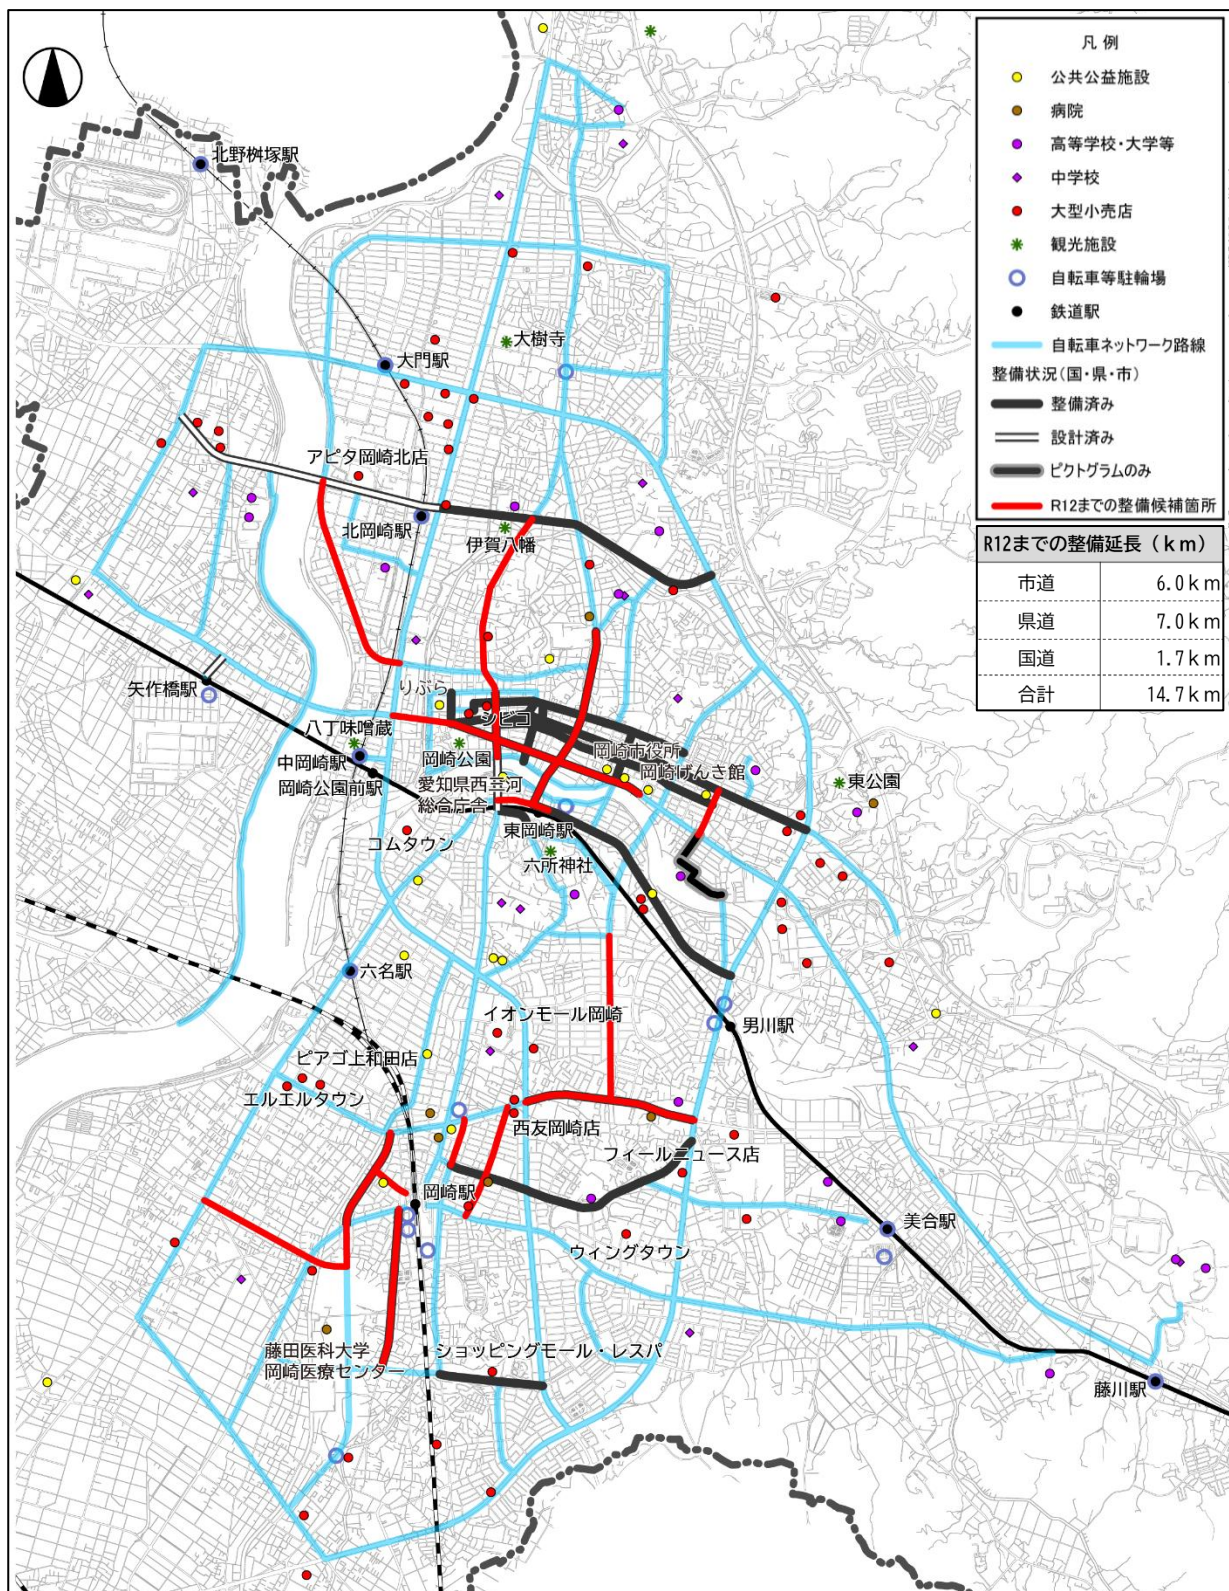 凡 例
公共公益施設
病院
高等学校・大学等
中学校
大型小売店
観光施設
自転車等駐輪場
鉄道駅
自転車ネットワーク路線
整備状況(国・県・市)
整備済み
設計済み
ピクトグラムのみ
R12までの整備候補箇所
R12までの整備延長(km)
市道 6.0km
県道 7.0km
国道 1.7km
合計 14.7km
北野桝塚駅
大樹寺
大門駅
アピタ岡崎北店
北岡崎駅
伊賀八幡
矢作橋駅
りぶら
シビコ
八丁味噌蔵
岡崎公園
岡崎市役所
中岡崎駅
岡崎げんき館
東公園
岡崎公園前駅
愛知県西三河
総合庁舎
東岡崎駅
コムタウン
六所神社
六名駅
イオンモール岡崎
男川駅
ピアゴ上和田店
エルエルタウン
西友岡崎店
フィールニュース店
岡崎駅
美合駅
ウィングタウン
藤田医科大学
岡崎医療センター
ショッピングモール・レスパ
藤川駅